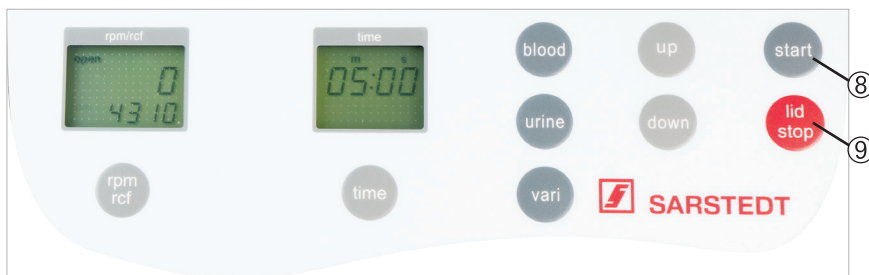 rpm/rcf
open
0
4310
time
m s
05:00
blood
up
start
⑧
urine
down
lid
stop
⑨
rpm
rcf
time
vari
SARSTEDT